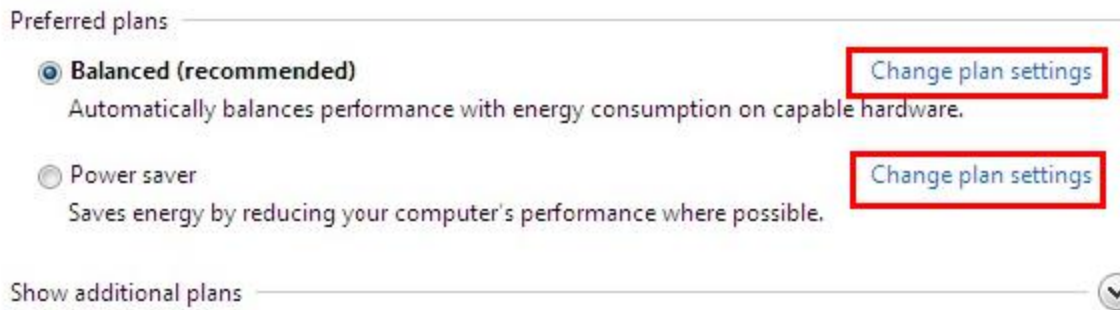 Preferred plans
Balanced (recommended) Change plan settings
Automatically balances performance with energy consumption on capable hardware.
Power saver Change plan settings
Saves energy by reducing your computer's performance where possible.
Show additional plans